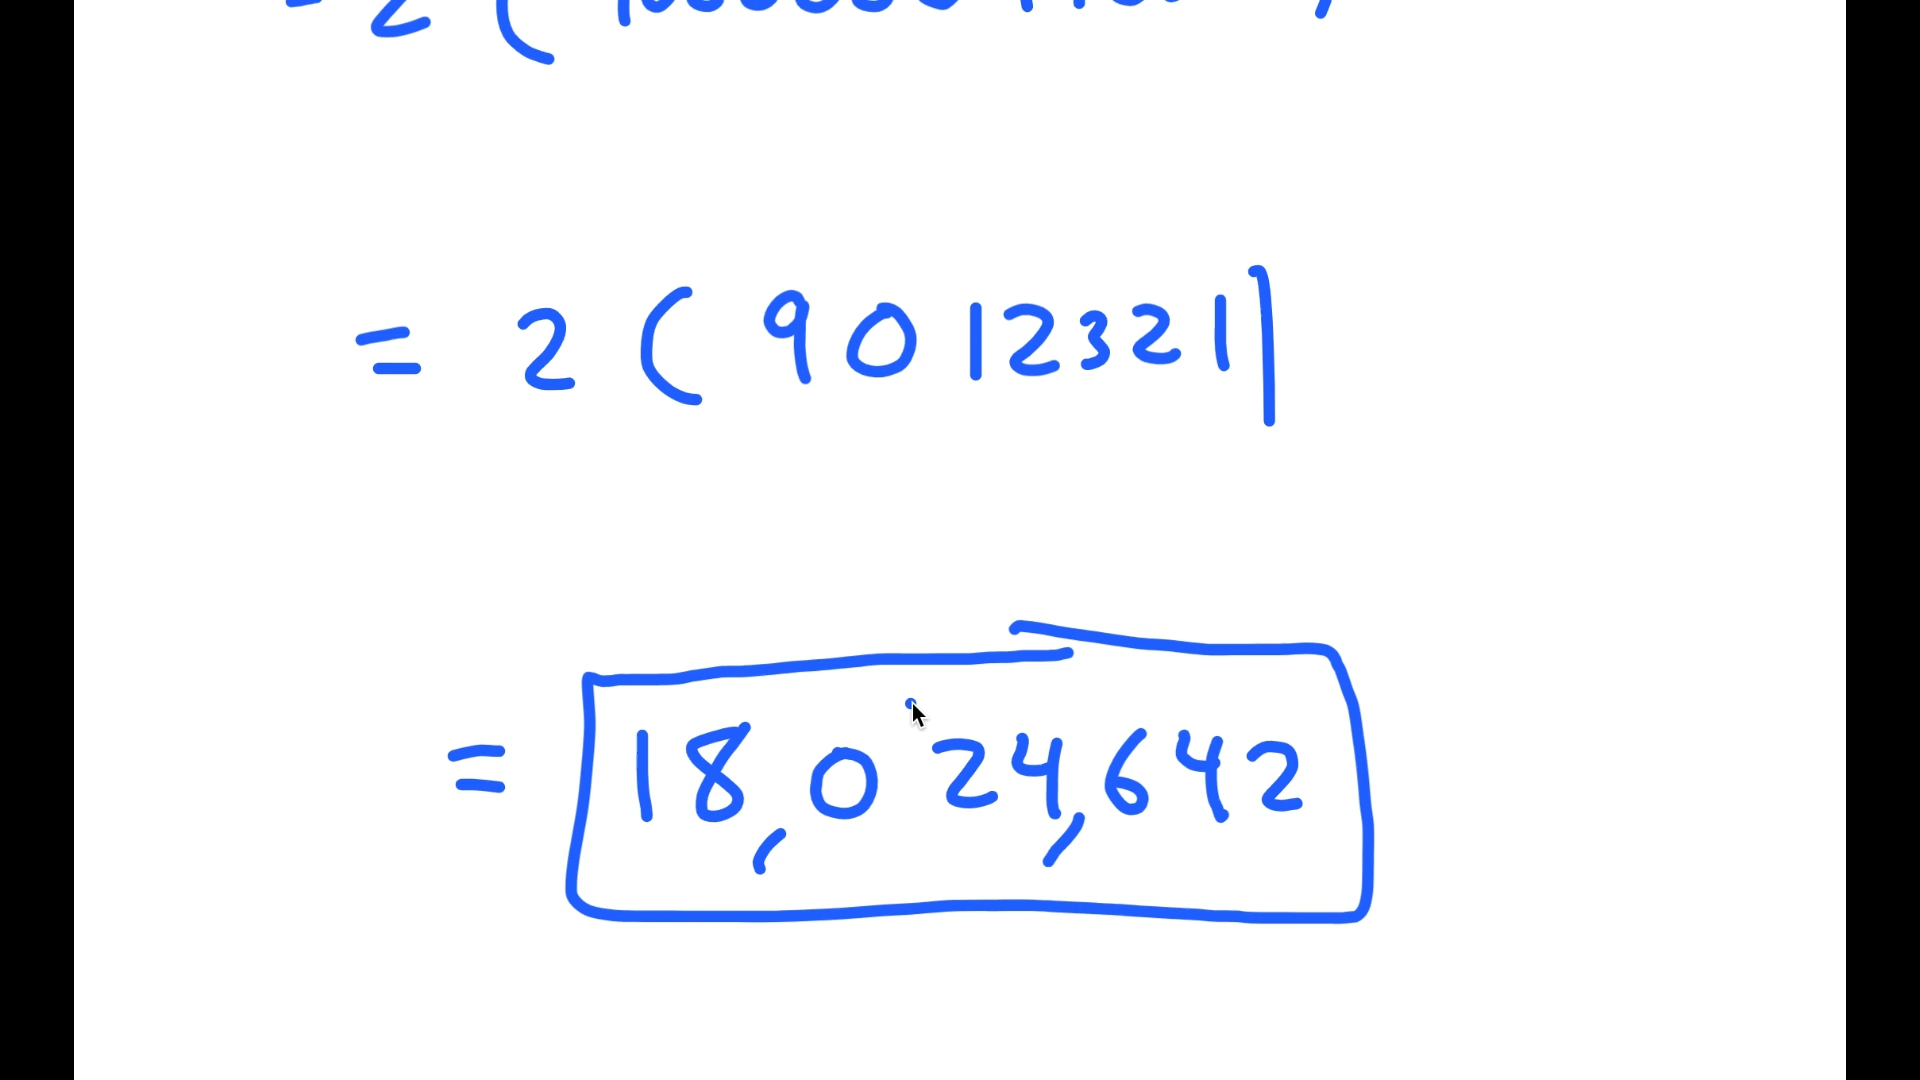 = 2 ( 9012321)
= 18,024,642